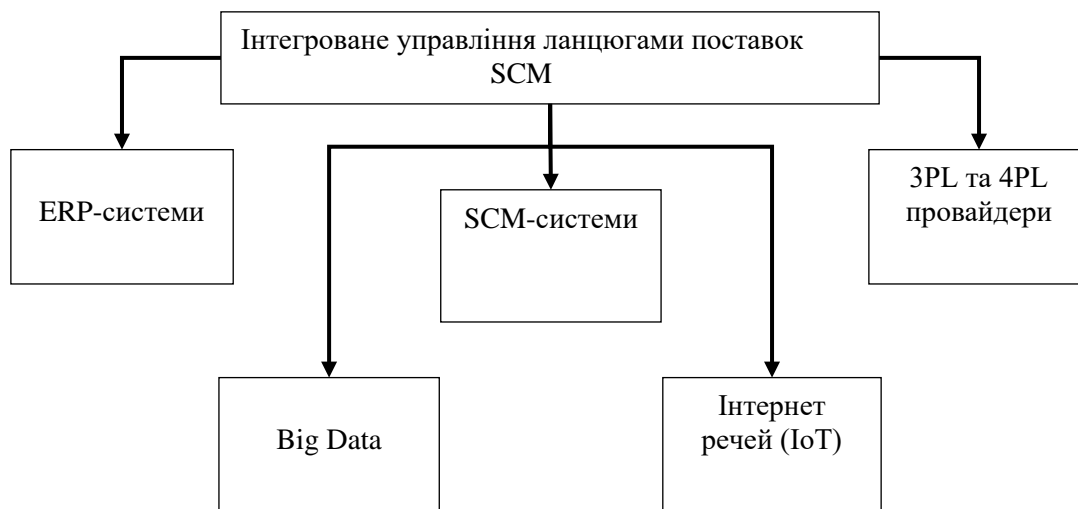 Інтегроване управління ланцюгами поставок
SCM
ERP-системи
SCM-системи
3PL та 4PL
провайдери
Big Data
Інтернет
речей (IoT)